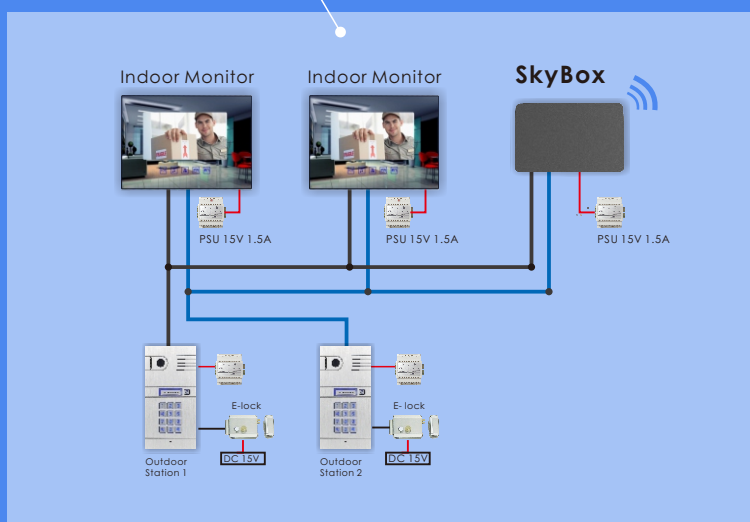 Indoor Monitor
Indoor Monitor
SkyBox
PSU 15V 1.5A
PSU 15V 1.5A
PSU 15V 1.5A
E-lock
E- lock
DC 15V
DC 15V
Outdoor
Station 1
Outdoor
Station 2